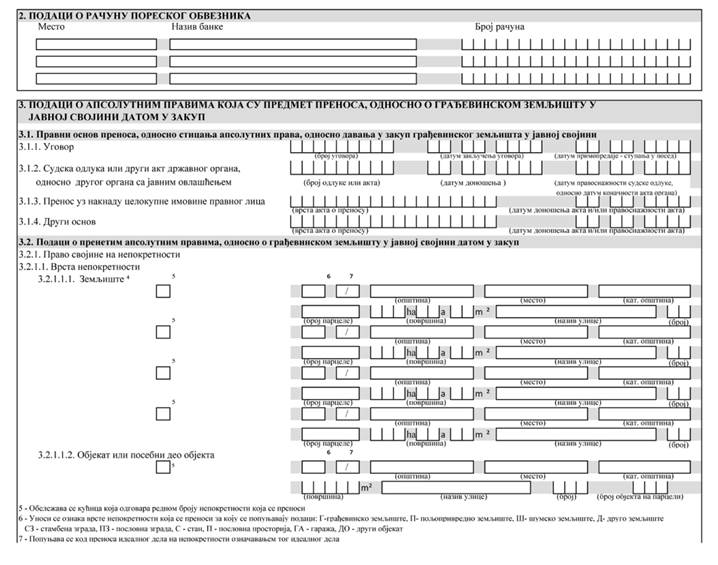 2. ПОДАЦИ О РАЧУНУ ПОРЕСКОГ ОБВЕЗНИКА
Место Назив банке Број рачуна
3. ПОДАЦИ О АПСОЛУТНИМ ПРАВИМА КОЈА СУ ПРЕДМЕТ ПРЕНОСА, ОДНОСНО О ГРАЂЕВИНСКОМ ЗЕМЉИШТУ У
ЈАВНОЈ СВОЈИНИ ДАТОМ У ЗАКУП
3.1. Правни основ преноса, односно стицања апсолутних права, односно давања у закуп грађевинског земљишта у јавној својини
3.1.1. Уговор
(број уговора) (датум закључења уговора) (датум примопредаје - ступања у посед)
3.1.2. Судска одлука или други акт државног органа,
односно другог органа са јавним овлашћењем (број одлуке или акта) (датум доношења ) (датум правоснажности судске одлуке,
односно датум коначности акта органа)
3.1.3. Пренос уз накнаду целокупне имовине правног лица
(врста акта о преносу) (датум доношења акта и/или правоснажности акта)
3.1.4. Други основ
(врста акта о преносу) (датум доношења акта и/или правоснажности акта)
3.2. Подаци о пренетим апсолутним правима, односно о грађевинском земљишту у јавној својини датом у закуп
3.2.1. Право својине на непокретности
3.2.1.1. Врста непокретности
3.2.1.1.1. Земљиште 4 5 6 7
/
(општина) (место) (кат. општина)
ha a m 2
(број парцеле) (површина) (назив улице) (број)
5
/
(општина) (место) (кат. општина)
ha a m 2
(број парцеле) (површина) (назив улице) (број)
5
/
(општина) (место) (кат. општина)
ha a m 2
(број парцеле) (површина) (назив улице) (број)
5
/
(општина) (место) (кат. општина)
ha a m 2
(број парцеле) (површина) (назив улице) (број)
3.2.1.1.2. Објекат или посебни део објекта 6 7
5 /
(општина) (место) (кат. општина)
m2
(површина) (назив улице) (број) (број објекта на парцели)
5 - Обележава се кућица која одговара редном броју непокретности која се преноси
6 - Уноси се ознака врсте непокретности која се преноси за коју се попуњавају подаци: Г-грађевинско земљиште, П- пољопривредно земљиште, Ш- шумско земљиште, Д- друго земљиште
СЗ - стамбена зграда, ПЗ - пословна зграда, С - стан, П - пословна просторија, ГА - гаража, ДО - други објекат
7 - Попуњава се код преноса идеалног дела на непокретности означавањем тог идеалног дела